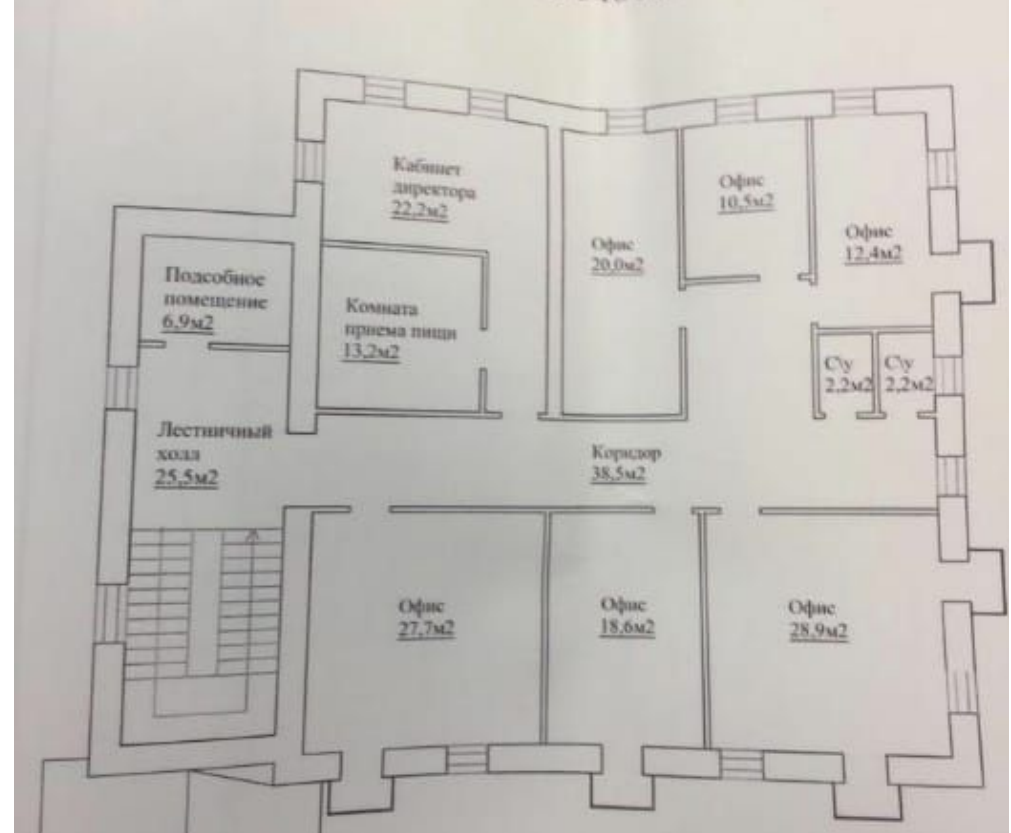 Кабинет
директора
22,2м2
Офис
10,5м2
Офис
20,0м2
Офис
12,4м2
Подсобное
помещение
6,9м2
Комната
приема пищи
13,2м2
С\у
2,2м2
С\у
2,2м2
Лестничный
холл
25,5м2
Коридор
38,5м2
Офис
27,7м2
Офис
18,6м2
Офис
28,9м2